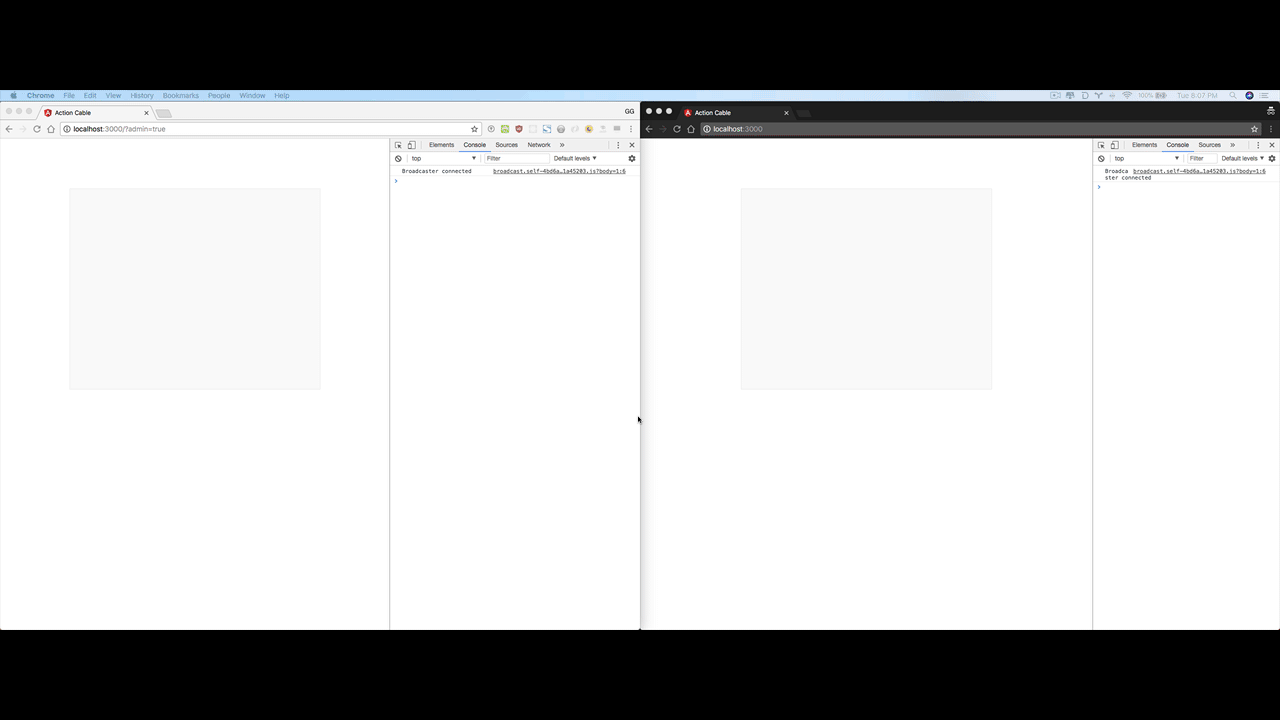 Chrome File Edit View History Bookmarks People Window Help 100% Tue 8:07 PM
Action Cable GG
localhost:3000/?admin=true
Elements Console Sources Network »
top Filter Default levels
Broadcaster connected broadcast.self-4bd6a…1a45203.js?body=1:6
Action Cable
localhost:3000
Elements Console Sources »
top Filter Default levels
Broadca broadcast.self-4bd6a…1a45203.js?body=1:6
ster connected